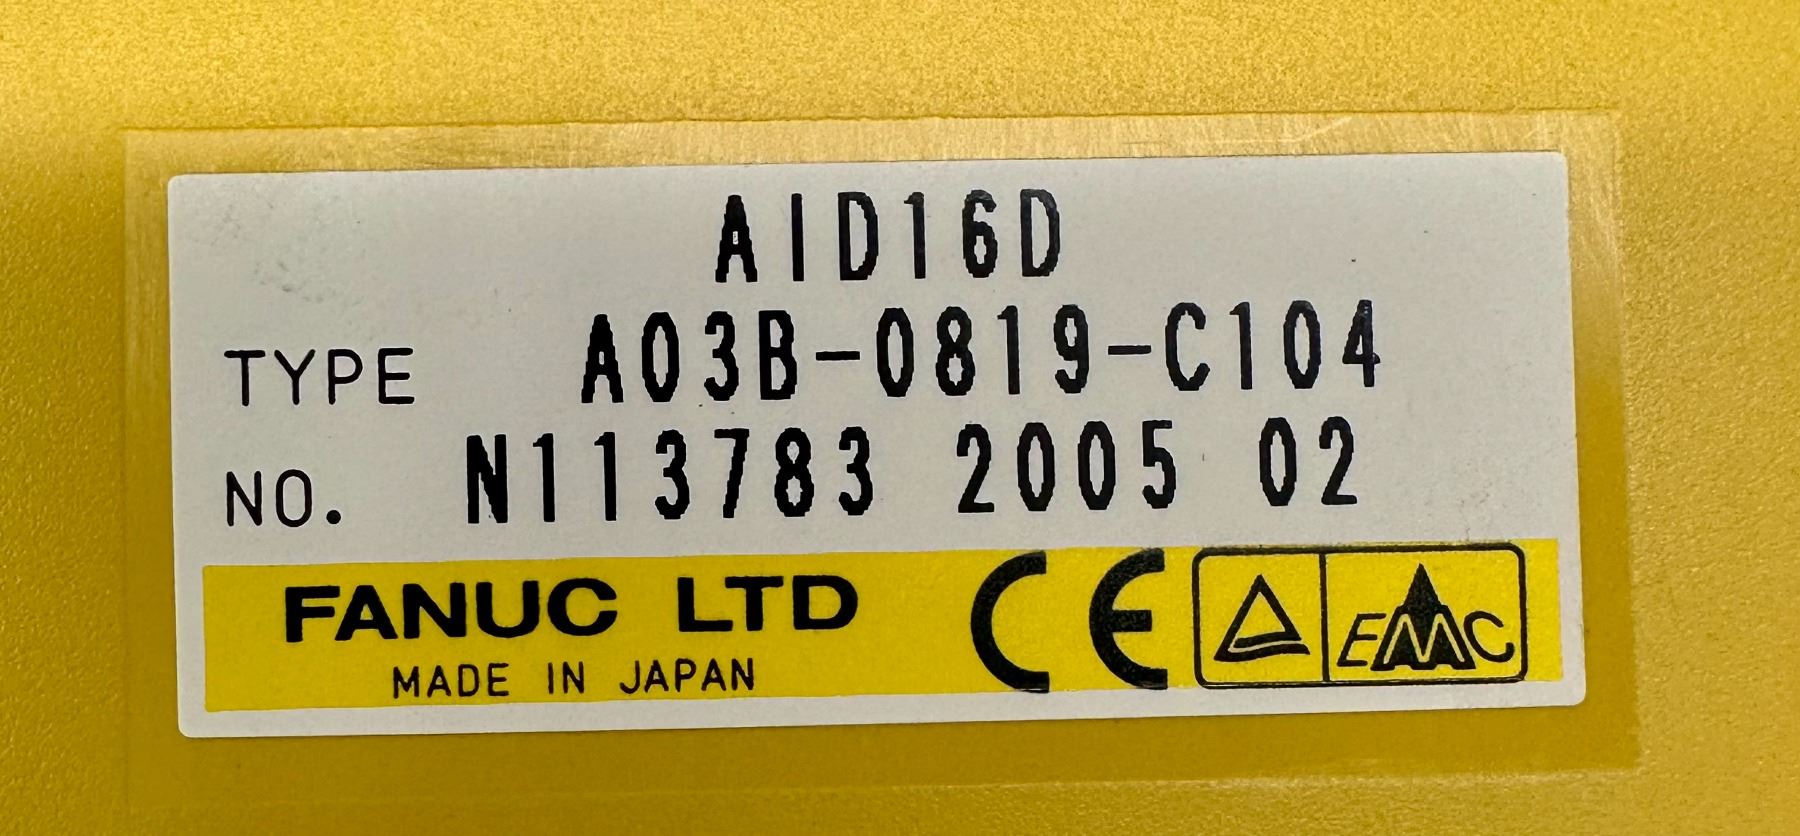 AID16D
TYPE A03B-0819-C104
NO. N113783 2005 02
FANUC LTD
MADE IN JAPAN
CE
EMC